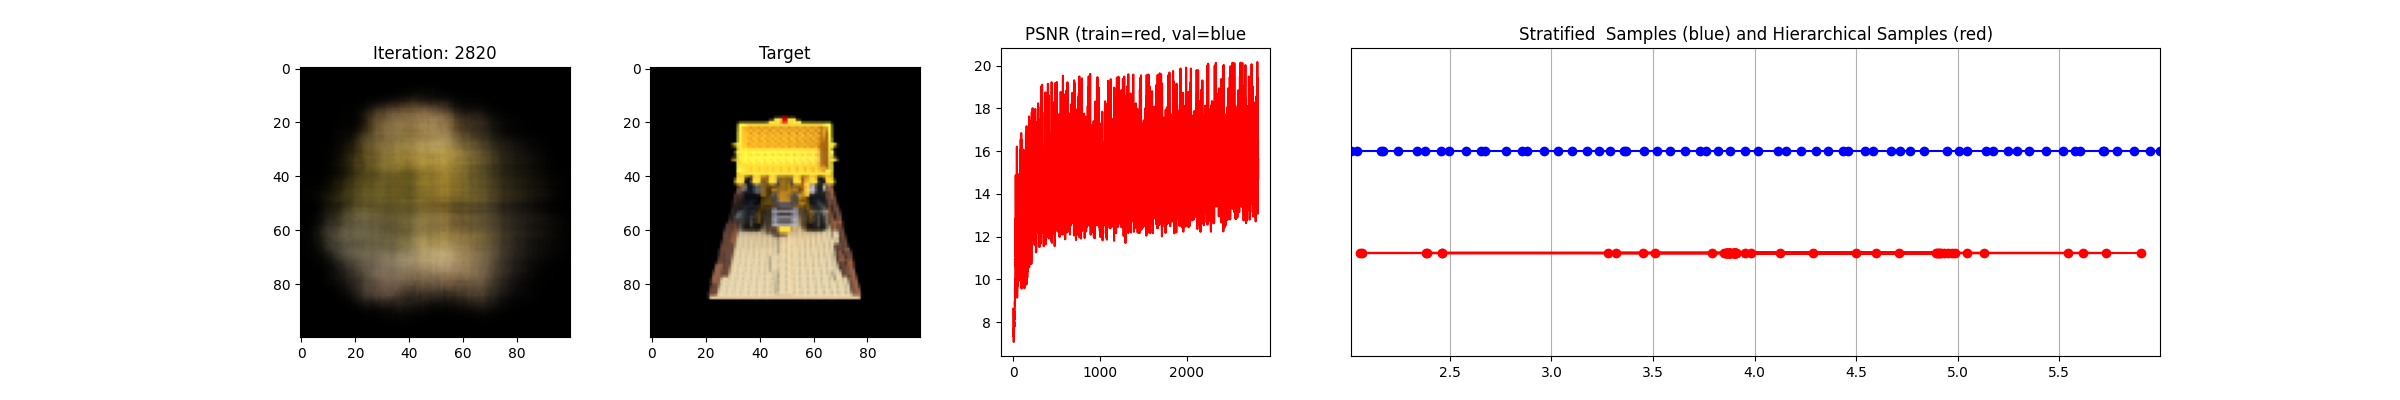 Iteration: 2820
0
20
40
60
80
0 20 40 60 80
Target
0
20
40
60
80
0 20 40 60 80
PSNR (train=red, val=blue
20
18
16
14
12
10
8
0 1000 2000
Stratified  Samples (blue) and Hierarchical Samples (red)
2.5 3.0 3.5 4.0 4.5 5.0 5.5